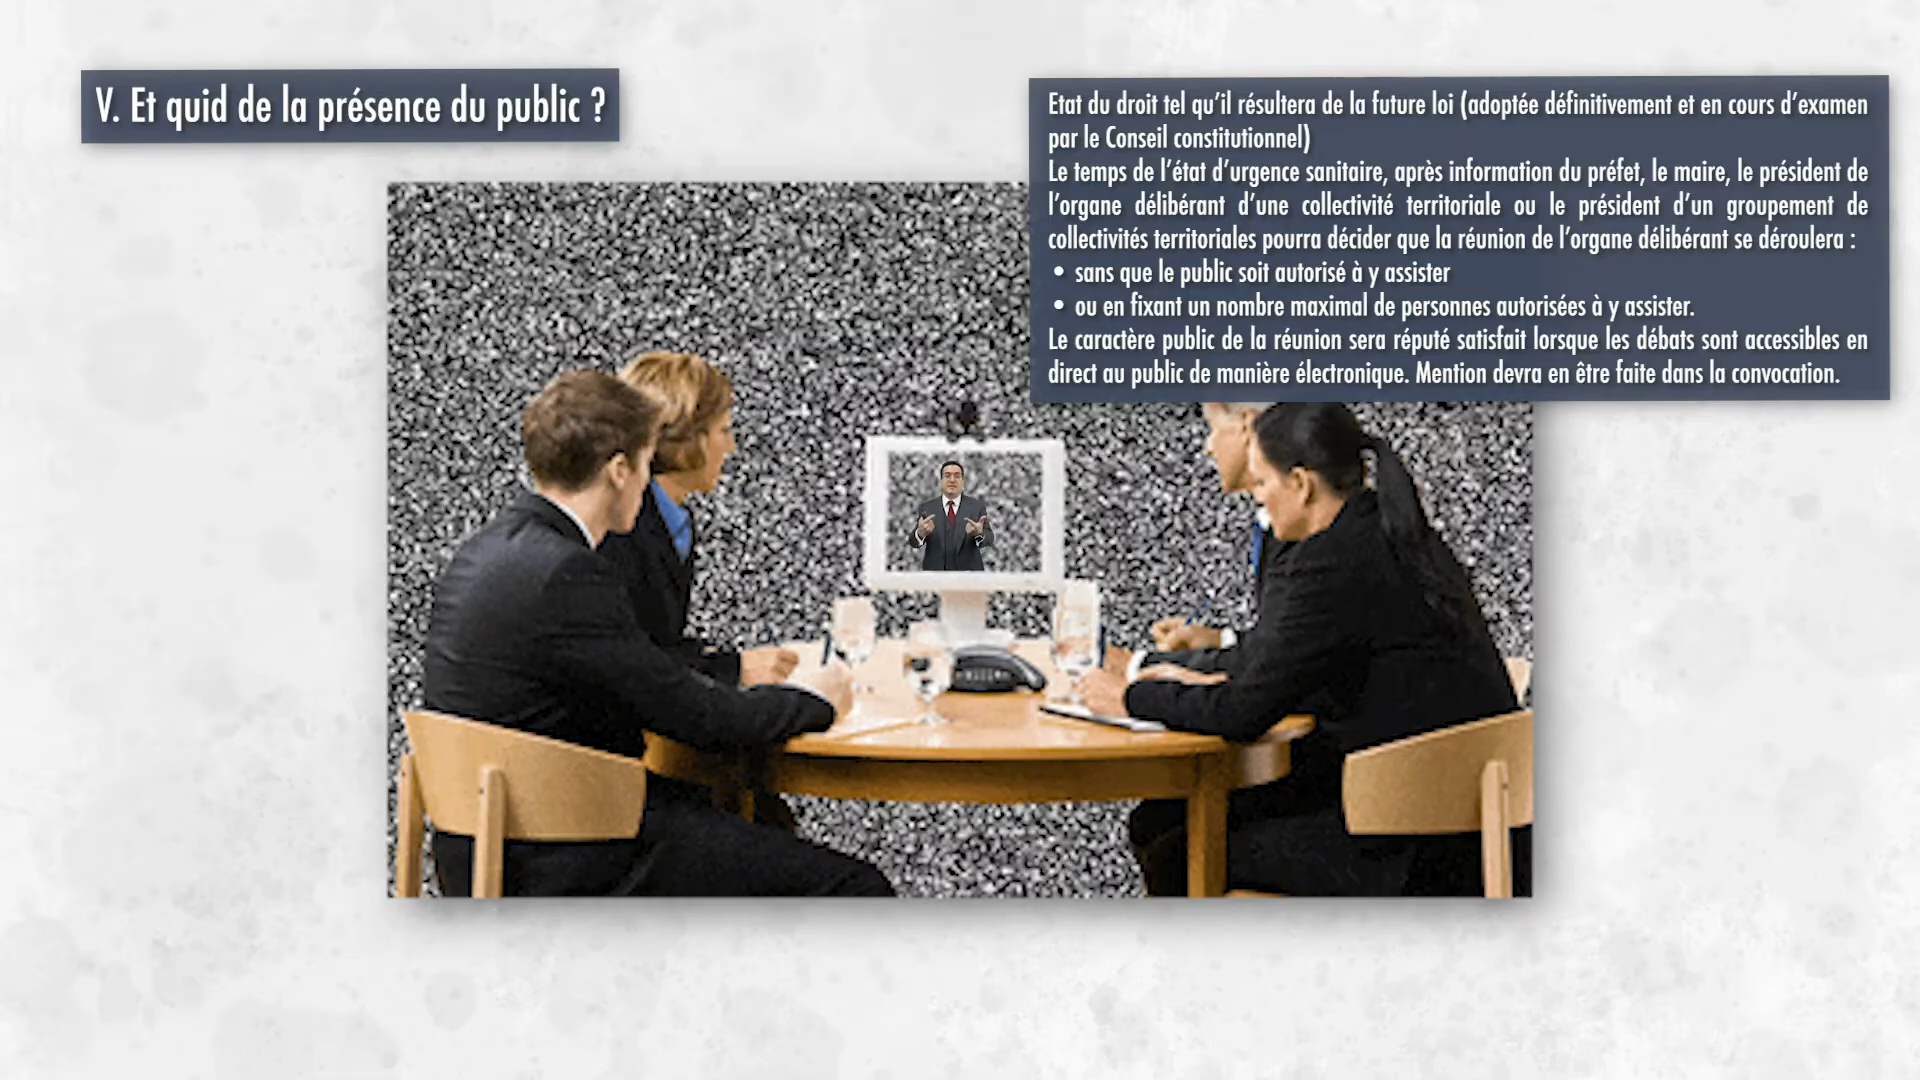 V. Et quid de la présence du public ?
Etat du droit tel qu’il résultera de la future loi (adoptée définitivement et en cours d’examen
par le Conseil constitutionnel)
Le temps de l’état d’urgence sanitaire, après information du préfet, le maire, le président de
l’organe délibérant d’une collectivité territoriale ou le président d’un groupement de
collectivités territoriales pourra décider que la réunion de l’organe délibérant se déroulera :
• sans que le public soit autorisé à y assister
• ou en fixant un nombre maximal de personnes autorisées à y assister.
Le caractère public de la réunion sera réputé satisfait lorsque les débats sont accessibles en
direct au public de manière électronique. Mention devra en être faite dans la convocation.